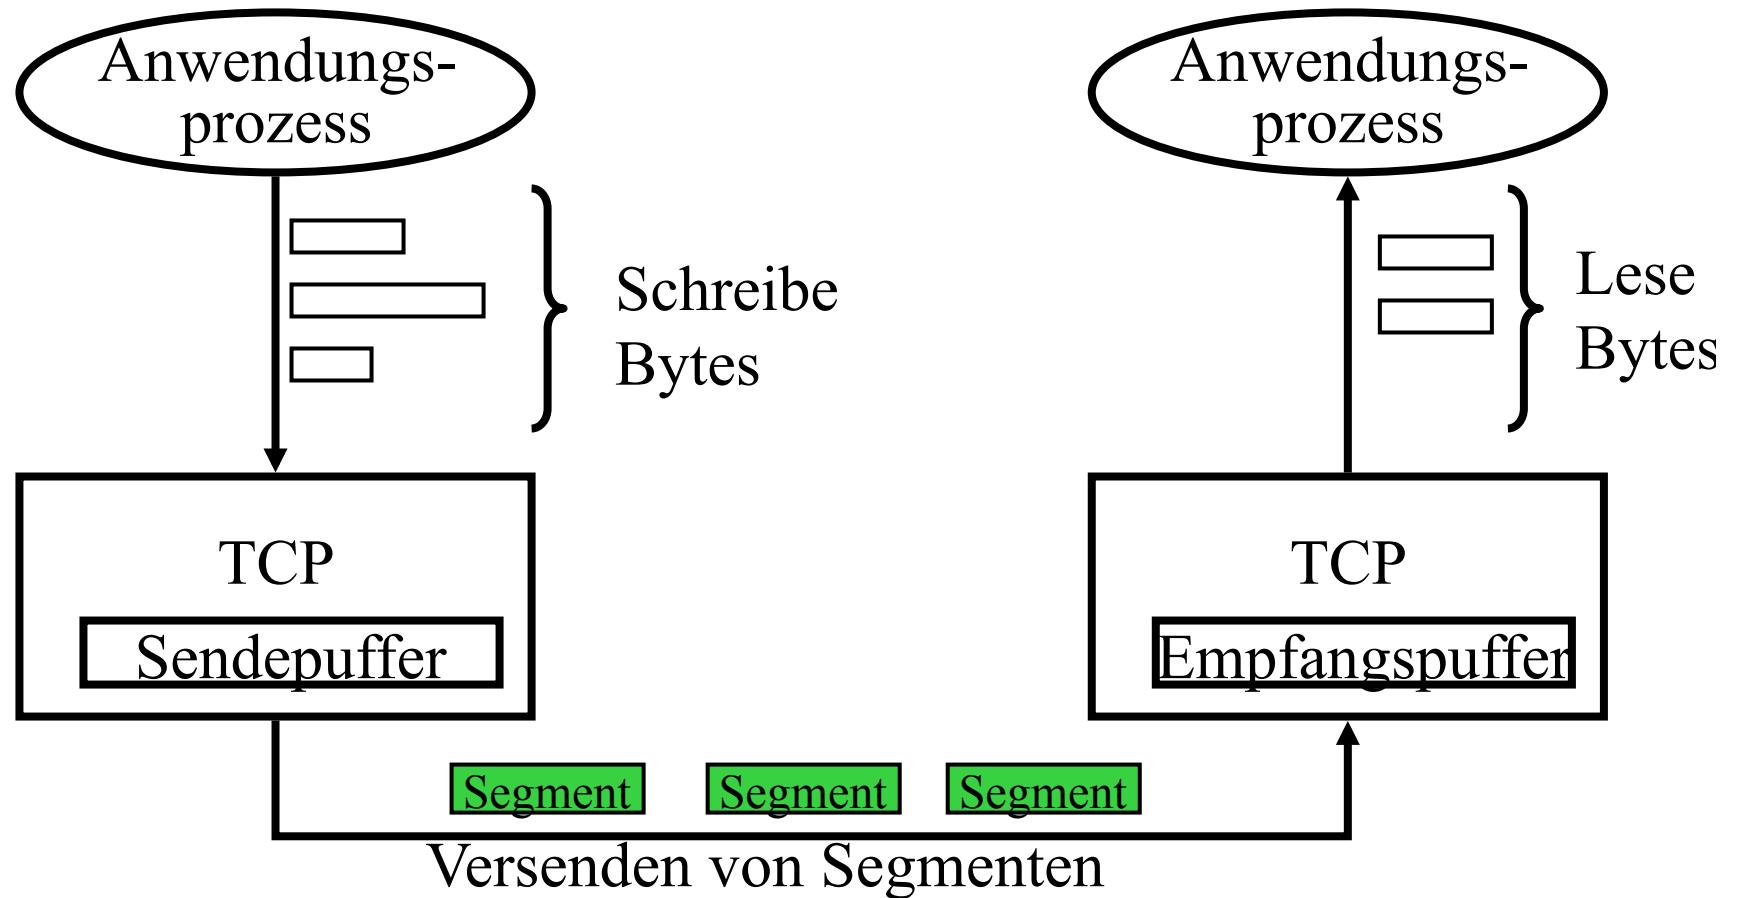 Anwendungs-
prozess
Anwendungs-
prozess
Schreibe
Bytes
Lese
Bytes
TCP
Sendepuffer
TCP
Empfangspuffer
Segment
Segment
Segment
Versenden von Segmenten